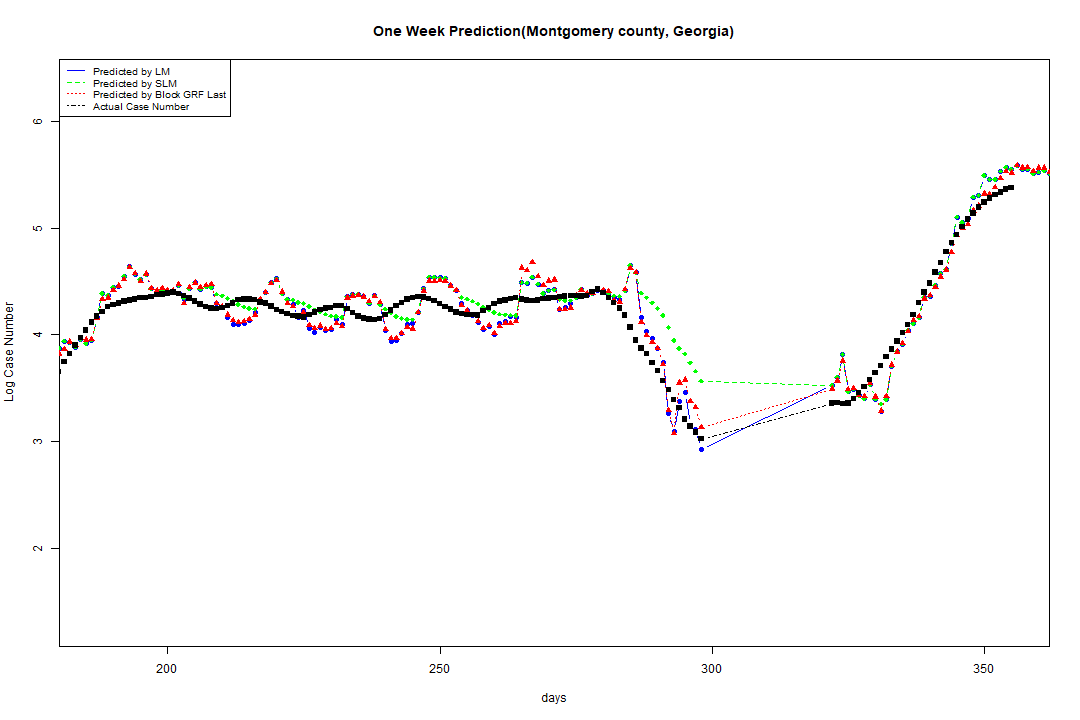 One Week Prediction(Montgomery county, Georgia)
Predicted by LM
Predicted by SLM
Predicted by Block GRF Last
Actual Case Number
6
5
4
3
2
Log Case Number
200 250 300 350
days